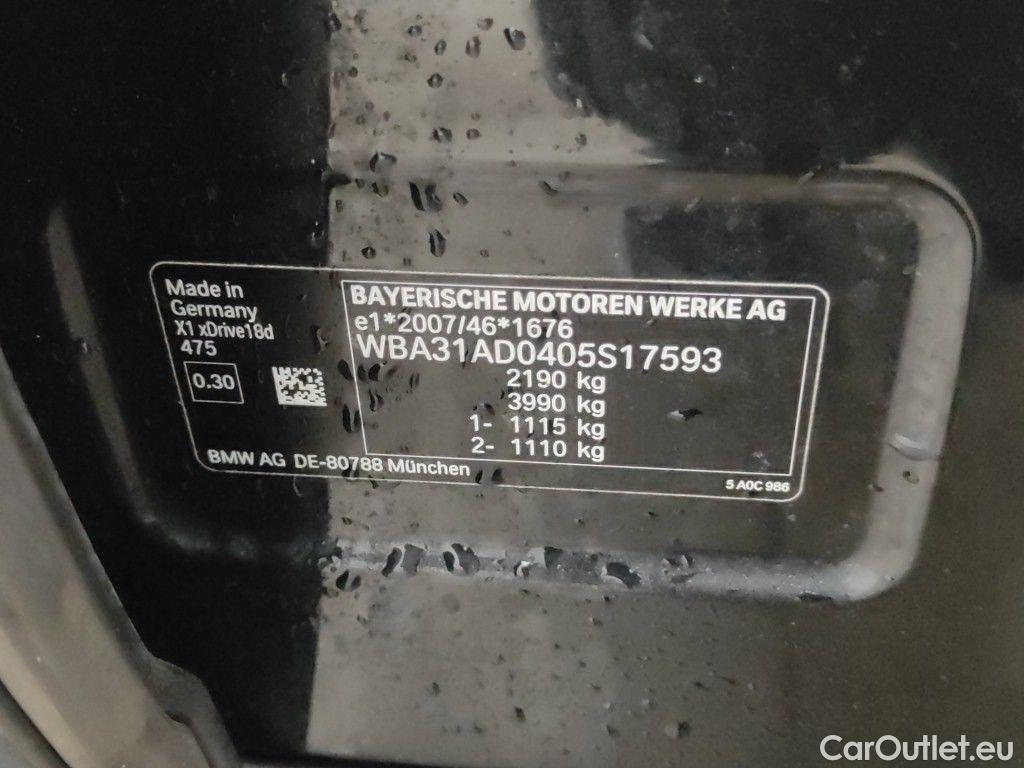 Made in
Germany
X1 xDrive18d
475
0.30
BAYERISCHE MOTOREN WERKE AG
e1*2007/46*1676
WBA31AD0405S17593
2190 kg
3990 kg
1- 1115 kg
2- 1110 kg
BMW AG DE-80788 München
5 A0C 986
CarOutlet.eu